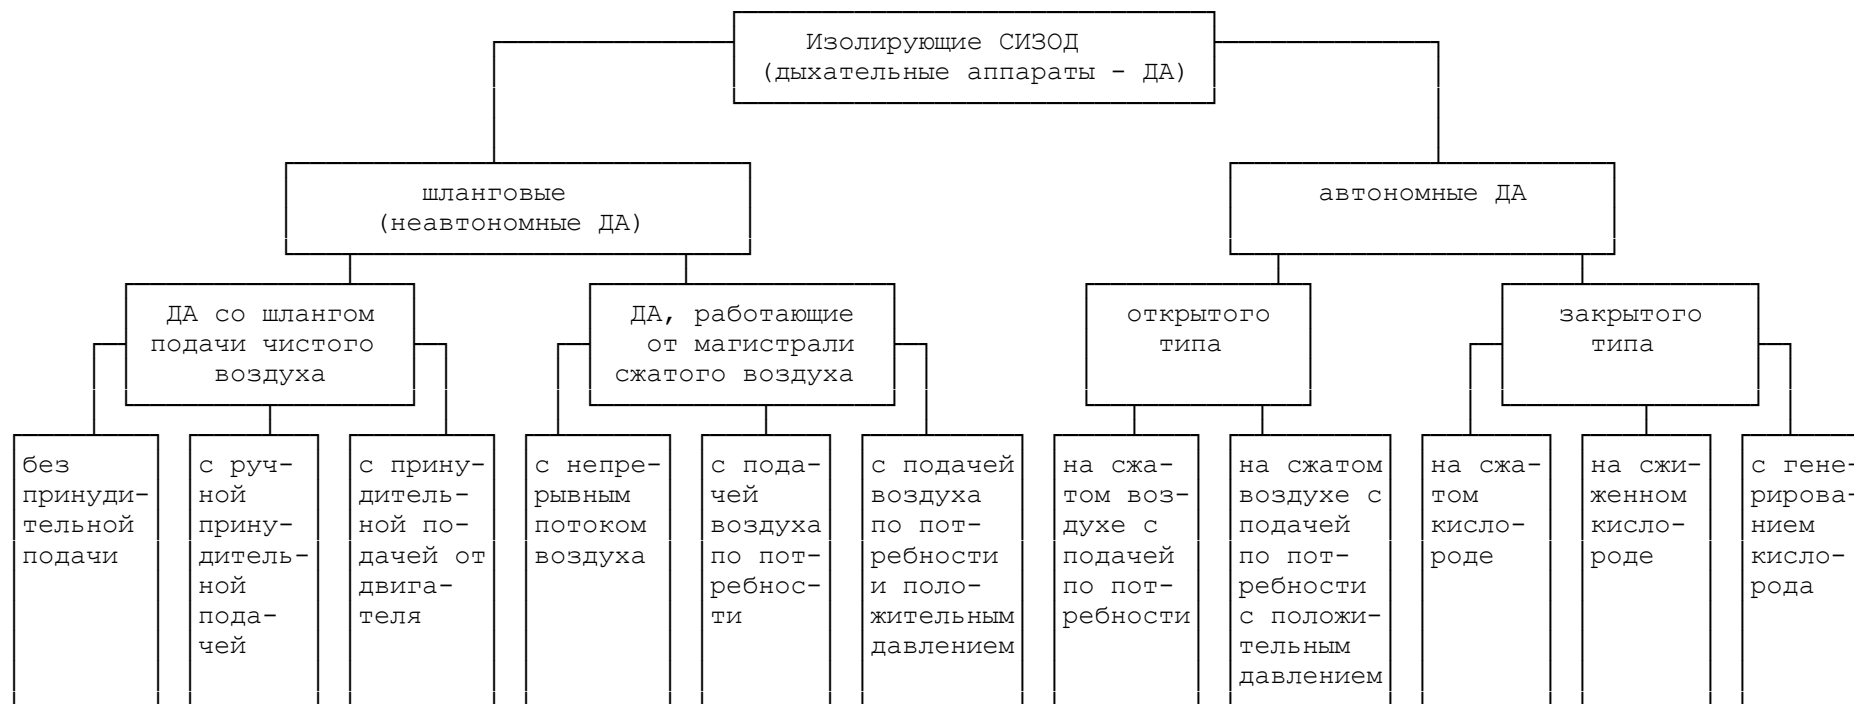 Изолирующие СИЗОД
(дыхательные аппараты - ДА)
шланговые
(неавтономные ДА)
автономные ДА
ДА со шлангом
подачи чистого
воздуха
ДА, работающие
от магистрали
сжатого воздуха
открытого
типа
закрытого
типа
без
принуди-
тельной
подачи
с руч-
ной
прину-
дитель-
ной
пода-
чей
с прину-
дитель-
ной по-
дачей от
двига-
теля
с непре-
рывным
потоком
воздуха
с пода-
чей
воздуха
по пот-
ребнос-
ти
с подачей
воздуха
по пот-
ребности
и поло-
жительным
давлением
на сжа-
том воз-
духе с
подачей
по пот-
ребности
на сжатом
воздухе с
подачей
по пот-
ребности
с положи-
тельным
давлением
на сжа-
том
кисло-
роде
на сжи-
женном
кисло-
роде
с гене-
рирова-
нием
кисло-
рода